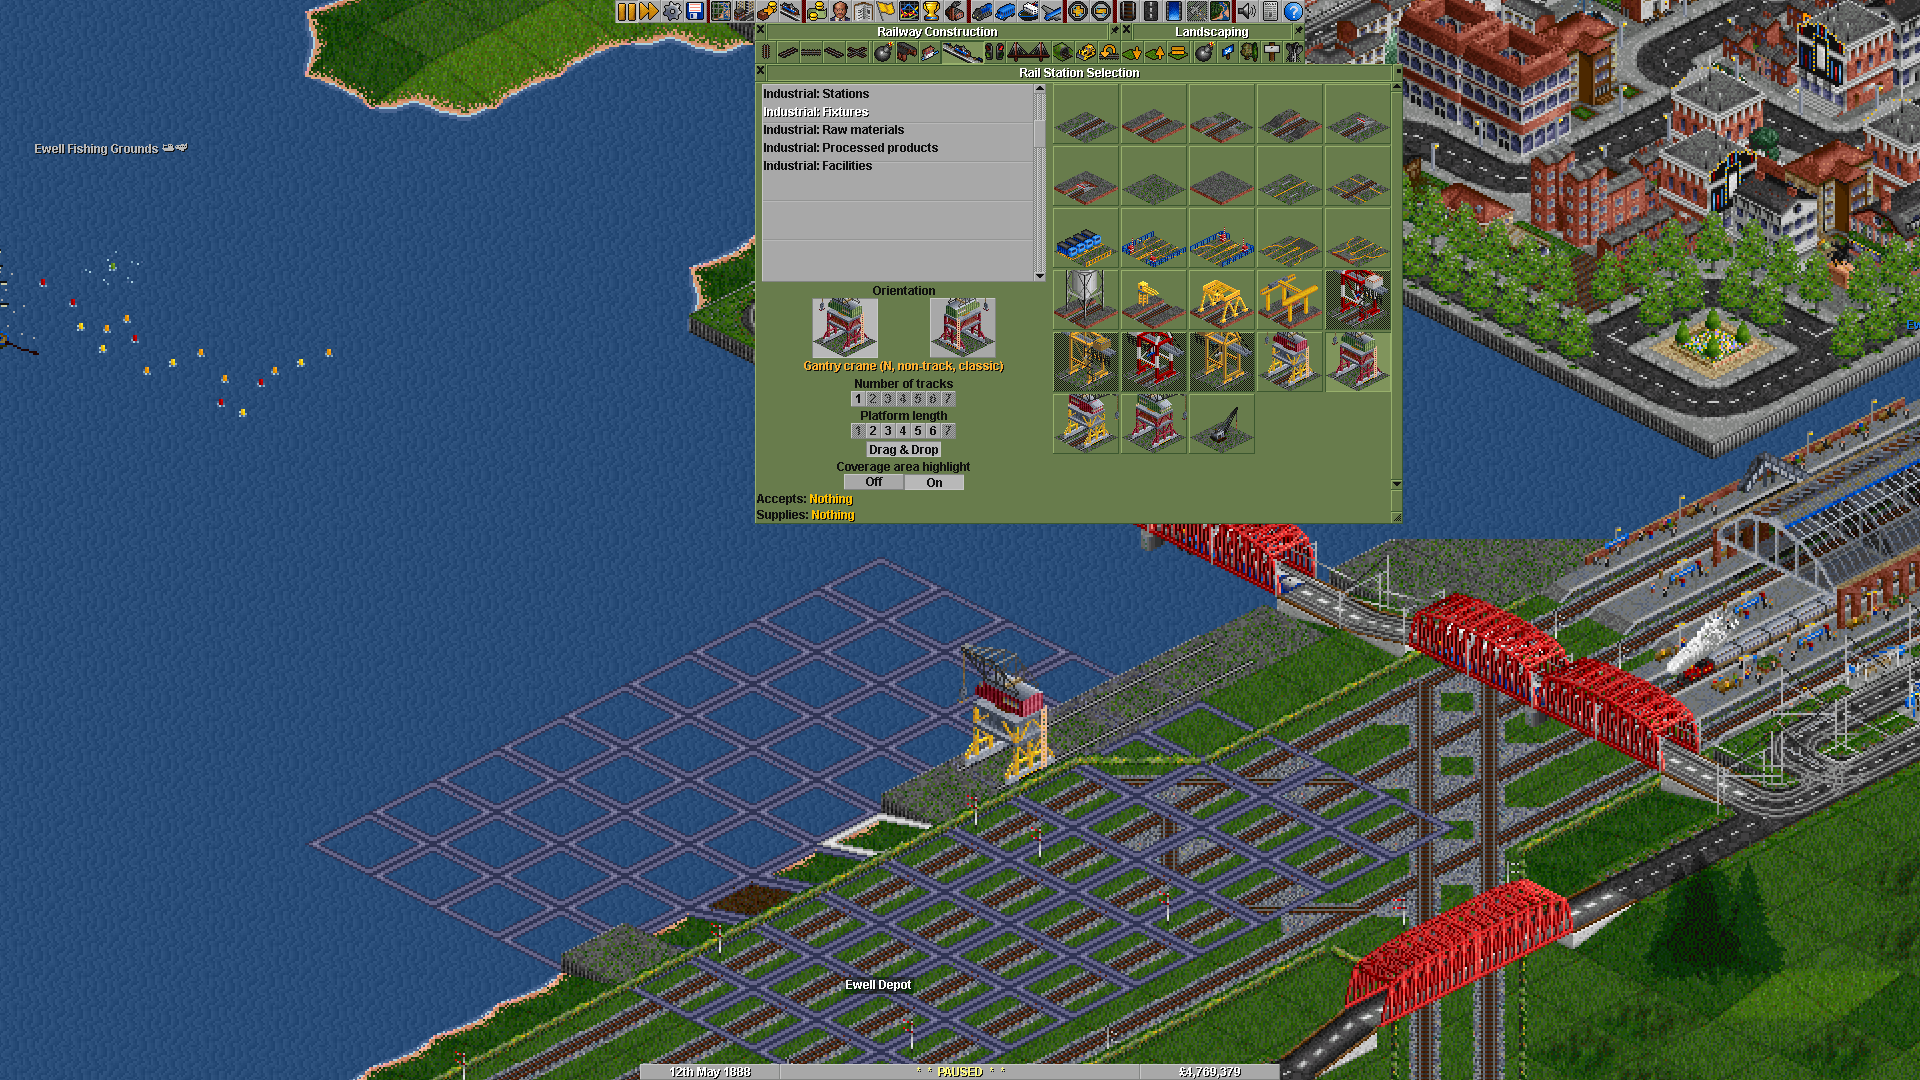 Railway Construction
Landscaping
Rail Station Selection
Industrial: Stations
Industrial: Fixtures
Industrial: Raw materials
Industrial: Processed products
Industrial: Facilities
Orientation
Gantry crane (N, non-track, classic)
Number of tracks
1 2 3 4 5 6 7
Platform length
1 2 3 4 5 6 7
Drag & Drop
Coverage area highlight
Off On
Accepts: Nothing
Supplies: Nothing
Ewell Fishing Grounds
Ewell Depot
12th May 1888
* * PAUSED * *
£4,769,379